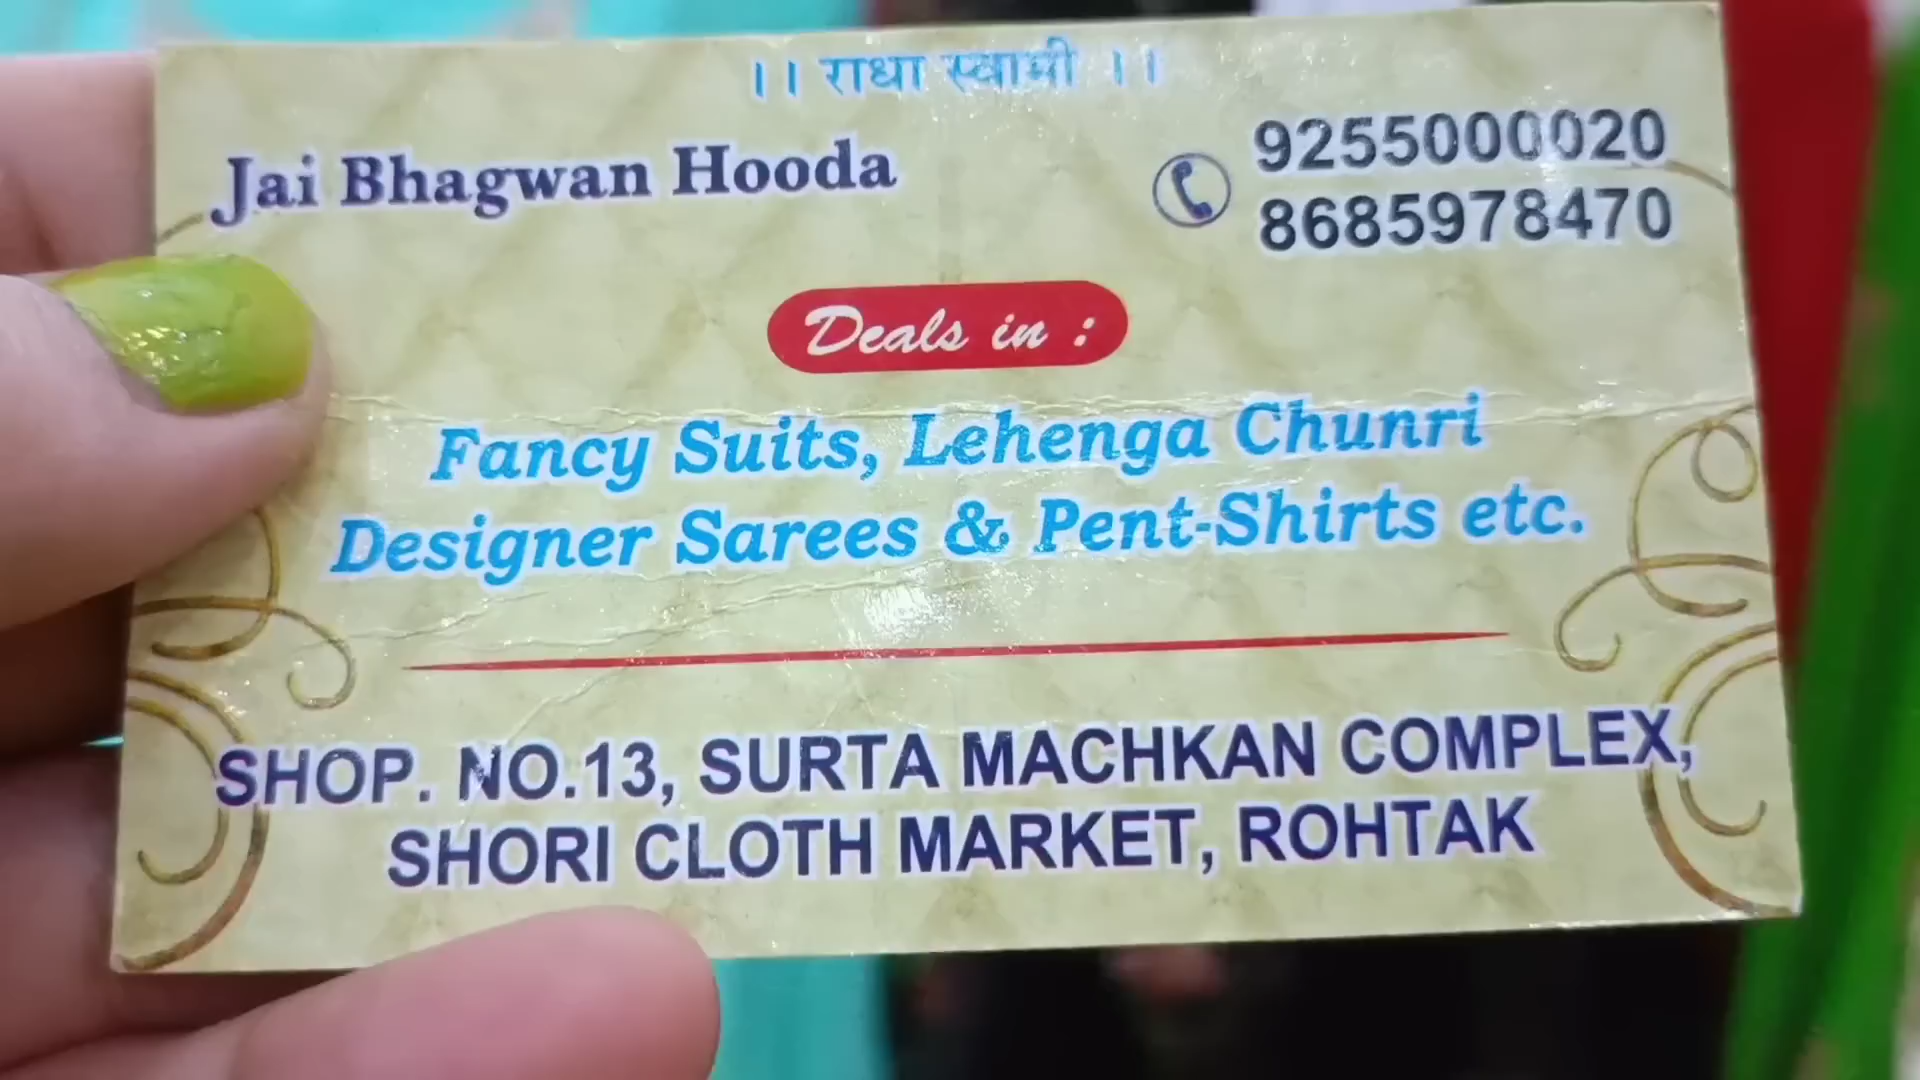 ।। राधा स्वामी ।।
Jai Bhagwan Hooda
9255000020
8685978470
Deals in :
Fancy Suits, Lehenga Chunri
Designer Sarees & Pent-Shirts etc.
SHOP. NO.13, SURTA MACHKAN COMPLEX,
SHORI CLOTH MARKET, ROHTAK